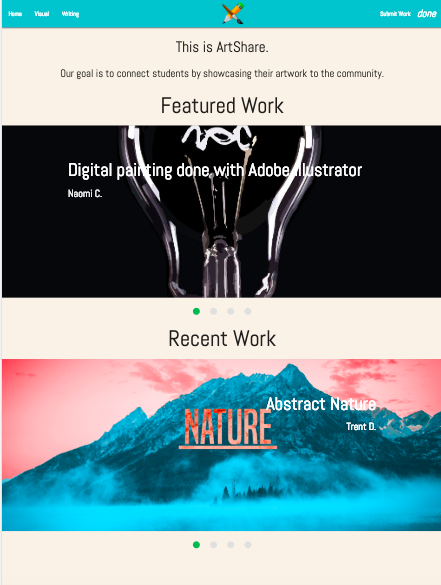 Home Visual Writing Submit Work done
This is ArtShare.
Our goal is to connect students by showcasing their artwork to the community.
Featured Work
Digital painting done with Adobe Illustrator
Naomi C.
Recent Work
Abstract Nature
NATURE
Trent D.